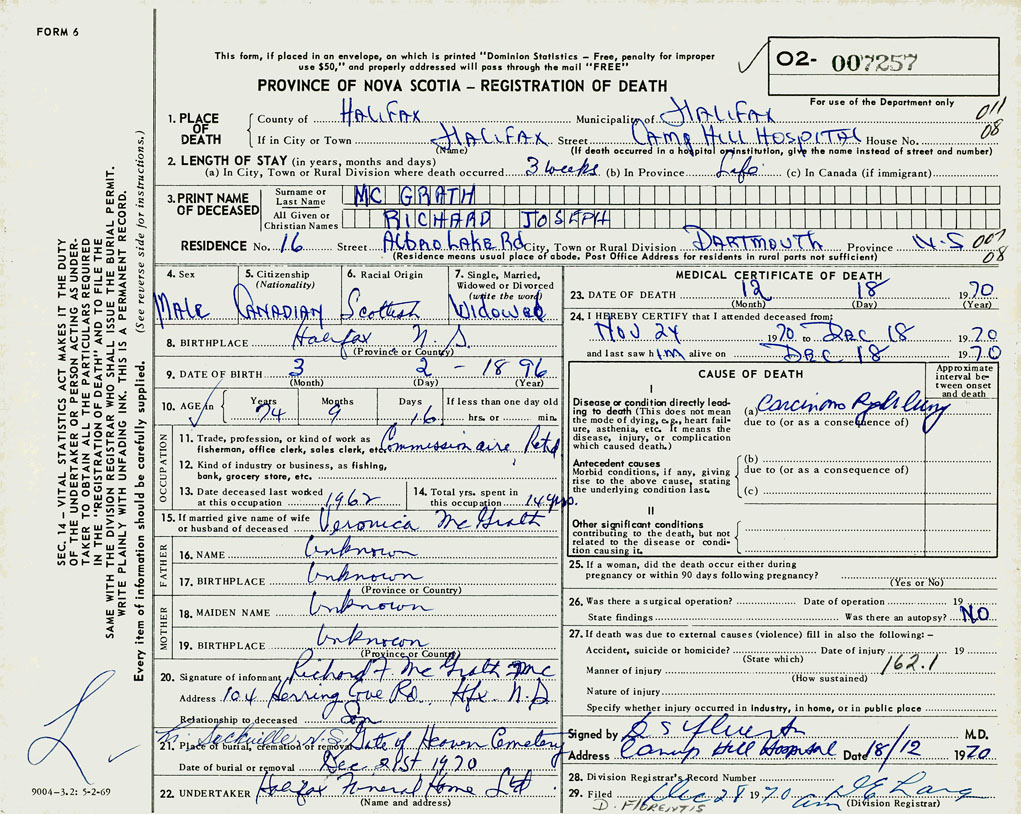 FORM 6
This form, if placed in an envelope, on which is printed "Dominion Statistics – Free, penalty for improper
use $50," and properly addressed will pass through the mail "FREE"
O2- 007257
PROVINCE OF NOVA SCOTIA – REGISTRATION OF DEATH
For use of the Department only
011
08
1. PLACE OF DEATH
County of HALIFAX Municipality of HALIFAX
If in City or Town HALIFAX Street CAMP HILL HOSPITAL House No.
(Name) (If death occurred in a hospital or institution, give the name instead of street and number)
2. LENGTH OF STAY (in years, months and days)
(a) In City, Town or Rural Division where death occurred 3 weeks (b) In Province Life (c) In Canada (if immigrant)
3. PRINT NAME OF DECEASED
Surname or Last Name MC GRATH
All Given or Christian Names RICHARD JOSEPH
RESIDENCE No. 16 Street Albro Lake Rd City, Town or Rural Division DARTMOUTH Province N.S 007
08
(Residence means usual place of abode. Post Office Address for residents in rural parts not sufficient)
4. Sex
MALE
5. Citizenship (Nationality)
CANADIAN
6. Racial Origin
Scottish
7. Single, Married, Widowed or Divorced (write the word)
Widowed
8. BIRTHPLACE Halifax N.S.
(Province or Country)
9. DATE OF BIRTH 3 2 - 1896
(Month) (Day) (Year)
10. AGE in Years Months Days If less than one day old
74 9 16 hrs. or min.
OCCUPATION
11. Trade, profession, or kind of work as fisherman, office clerk, sales clerk, etc. Commissionaire Retd
12. Kind of industry or business, as fishing, bank, grocery store, etc.
13. Date deceased last worked at this occupation 1962
14. Total yrs. spent in this occupation 14 yrs.
15. If married give name of wife or husband of deceased Veronica McGrath
FATHER
16. NAME Unknown
17. BIRTHPLACE Unknown
(Province or Country)
MOTHER
18. MAIDEN NAME Unknown
19. BIRTHPLACE Unknown
(Province or Country)
20. Signature of informant Richard F McGrath
Address 104 Herring Cove Rd. Hfx N.S
Relationship to deceased Son
Sackville N.S.
21. Place of burial, cremation or removal Gate of Heaven Cemetery
Date of burial or removal Dec 21st 1970
22. UNDERTAKER Halifax Funeral Home Ltd.
(Name and address)
MEDICAL CERTIFICATE OF DEATH
23. DATE OF DEATH 12 18 1970
(Month) (Day) (Year)
24. I HEREBY CERTIFY that I attended deceased from:
NOV 24 1970 to DEC 18 1970
and last saw him alive on DEC 18 1970
CAUSE OF DEATH
Approximate interval between onset and death
I
Disease or condition directly leading to death (This does not mean the mode of dying, e.g., heart failure, asthenia, etc. It means the disease, injury, or complication which caused death.)
(a) Carcinoma R lung
due to (or as a consequence of)
Antecedent causes
Morbid conditions, if any, giving rise to the above cause, stating the underlying condition last.
(b)
due to (or as a consequence of)
(c)
II
Other significant conditions
contributing to the death, but not related to the disease or condition causing it.
25. If a woman, did the death occur either during pregnancy or within 90 days following pregnancy?
(Yes or No)
26. Was there a surgical operation? Date of operation 19
State findings Was there an autopsy? NO
27. If death was due to external causes (violence) fill in also the following: –
Accident, suicide or homicide? Date of injury 19
(State which)
Manner of injury 162.1
(How sustained)
Nature of injury
Specify whether injury occurred in industry, in home, or in public place
Signed by M.D.
Address Camp Hill Hospital Date 18/12 1970
28. Division Registrar's Record Number
29. Filed Dec 21 1970
(Division Registrar)
SEC. 14 – VITAL STATISTICS ACT MAKES IT THE DUTY
OF THE UNDERTAKER OR PERSON ACTING AS UNDER-
TAKER TO OBTAIN ALL THE PARTICULARS REQUIRED
IN THE "REGISTRATION OF DEATH" AND TO FILE THE
SAME WITH THE DIVISION REGISTRAR WHO SHALL ISSUE THE BURIAL PERMIT.
WRITE PLAINLY WITH UNFADING INK. THIS IS A PERMANENT RECORD.
Every item of information should be carefully supplied. (See reverse side for instructions.)
9004-3.2: 5-2-69